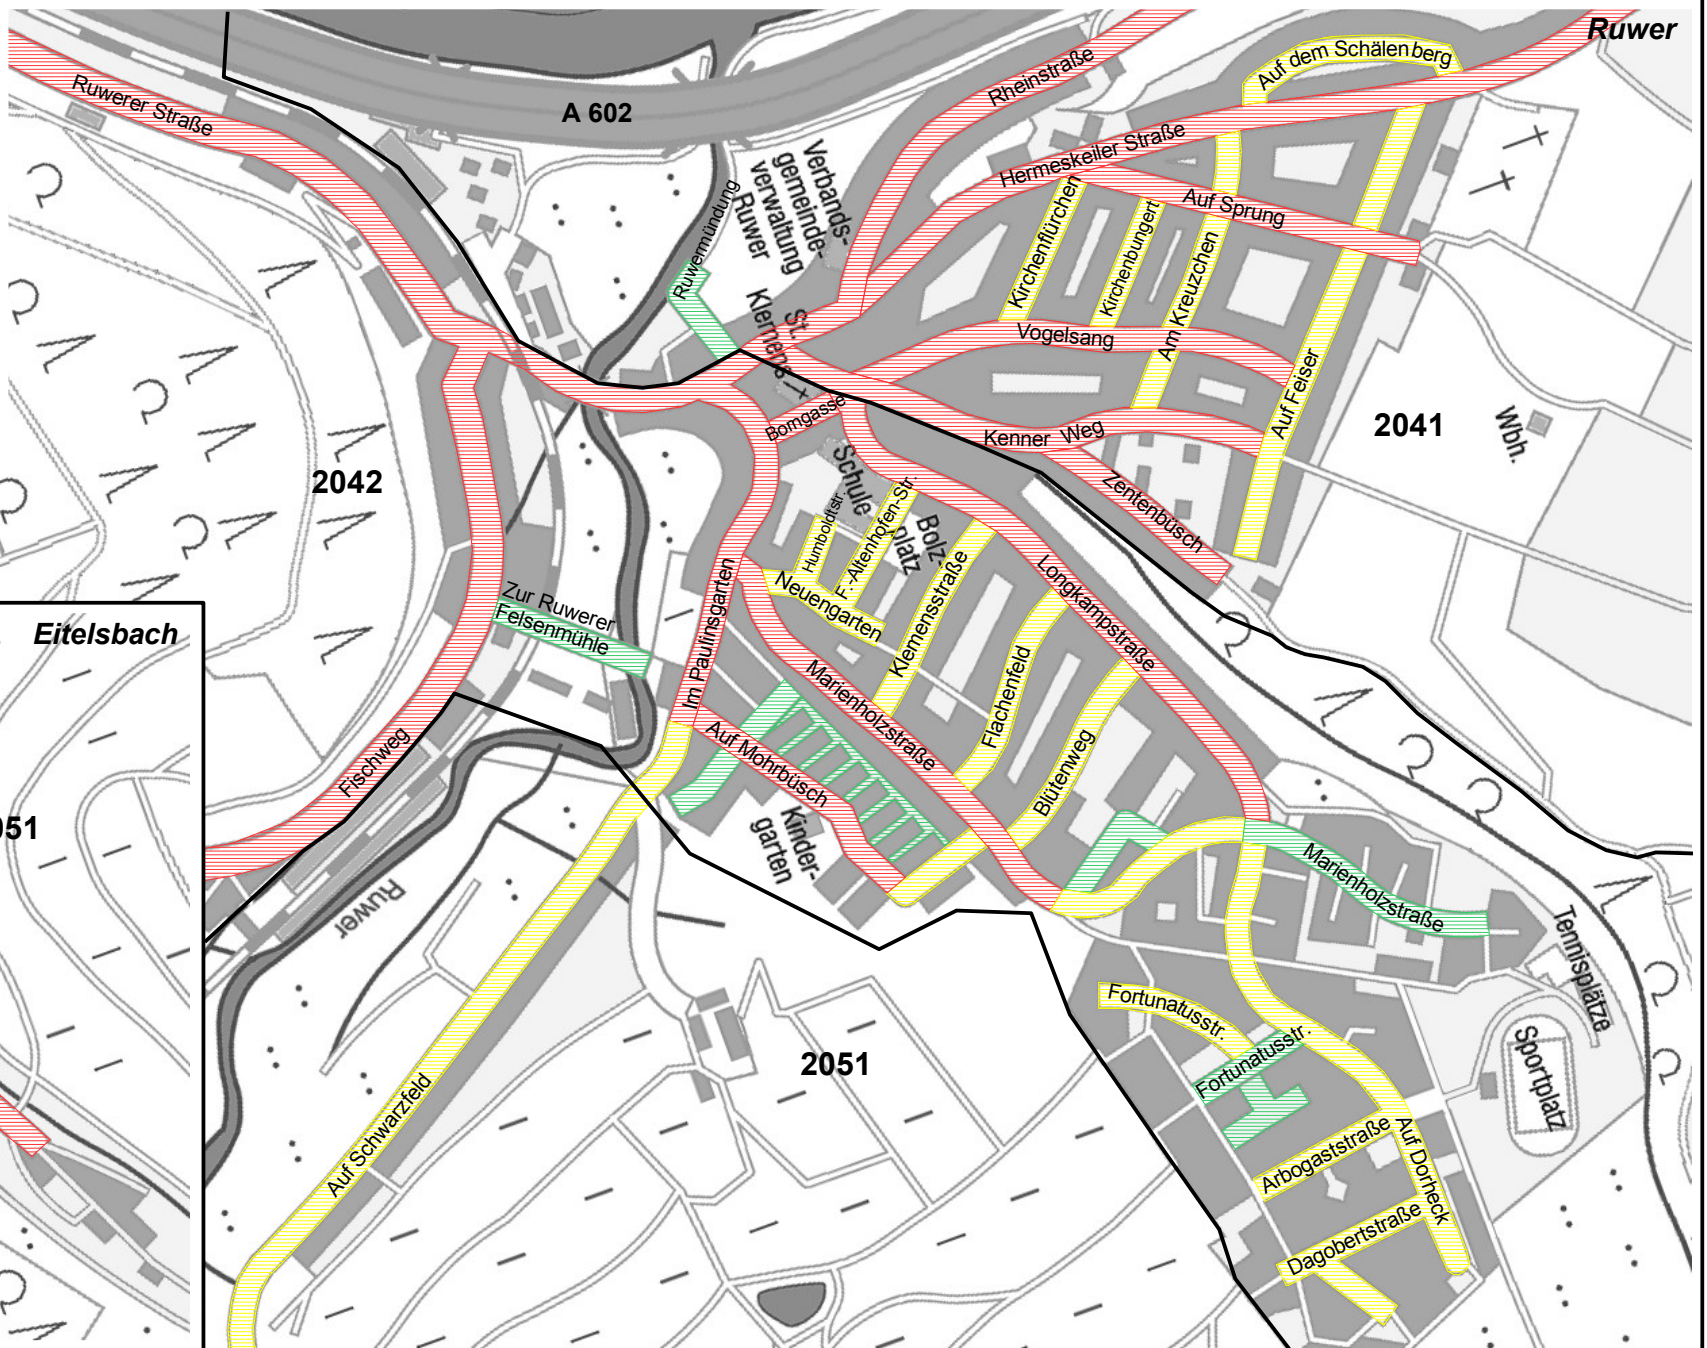 Ruwer
Auf dem Schälenberg
Rheinstraße
Ruwerer Straße
A 602
Hermeskeiler Straße
Verbands-
gemeinde-
verwaltung
Ruwer
Ruwermündung
Auf Sprung
Kirchenflürchen
Kirchenbungert
Am Kreuzchen
St.
Klemens
Vogelsang
Auf Feiser
2041
Wbh.
Borngasse
Kenner Weg
2042
Schule
Zentenbüsch
Humboldtstr.
F.-Altenhofen-Str.
Bolz-
platz
Neuengarten
Klemensstraße
Longkampstraße
Im Paulinsgarten
Zur Ruwerer
Felsenmühle
Eitelsbach
Flachenfeld
Marienholzstraße
Blütenweg
Fischweg
Auf Mohrbüsch
Kinder-
garten
051
Ruwer
Marienholzstraße
Tennisplätze
Fortunatusstr.
Fortunatusstr.
Sportplatz
2051
Auf Schwarzfeld
Arbogaststraße
Auf Dorheck
Dagobertstraße